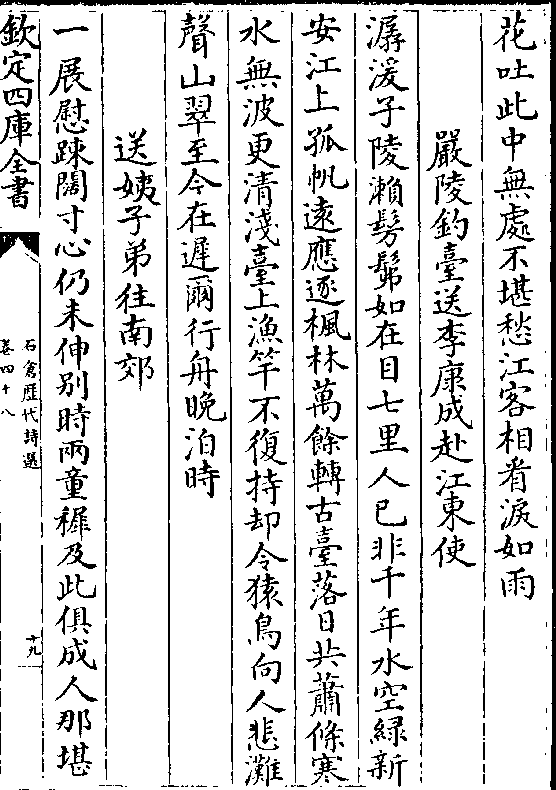 花吐此中無處不堪愁江客相看淚如雨
嚴陵釣臺送李康成赴江東使
潺湲子陵瀨髣髴如在目七里人已非千年水空緑新
安江上孤帆逺應逐楓林萬餘轉古臺落日共蕭條寒
水無波更清淺臺上漁竿不復持却令猿鳥向人悲灘
聲山翠至今在遲爾行舟晩泊時
送姨子弟往南郊
一展慰踈闊寸心仍未伸别時兩童穉及此俱成人那堪
欽定四庫全書
石倉歴代詩選
卷四十八
十九